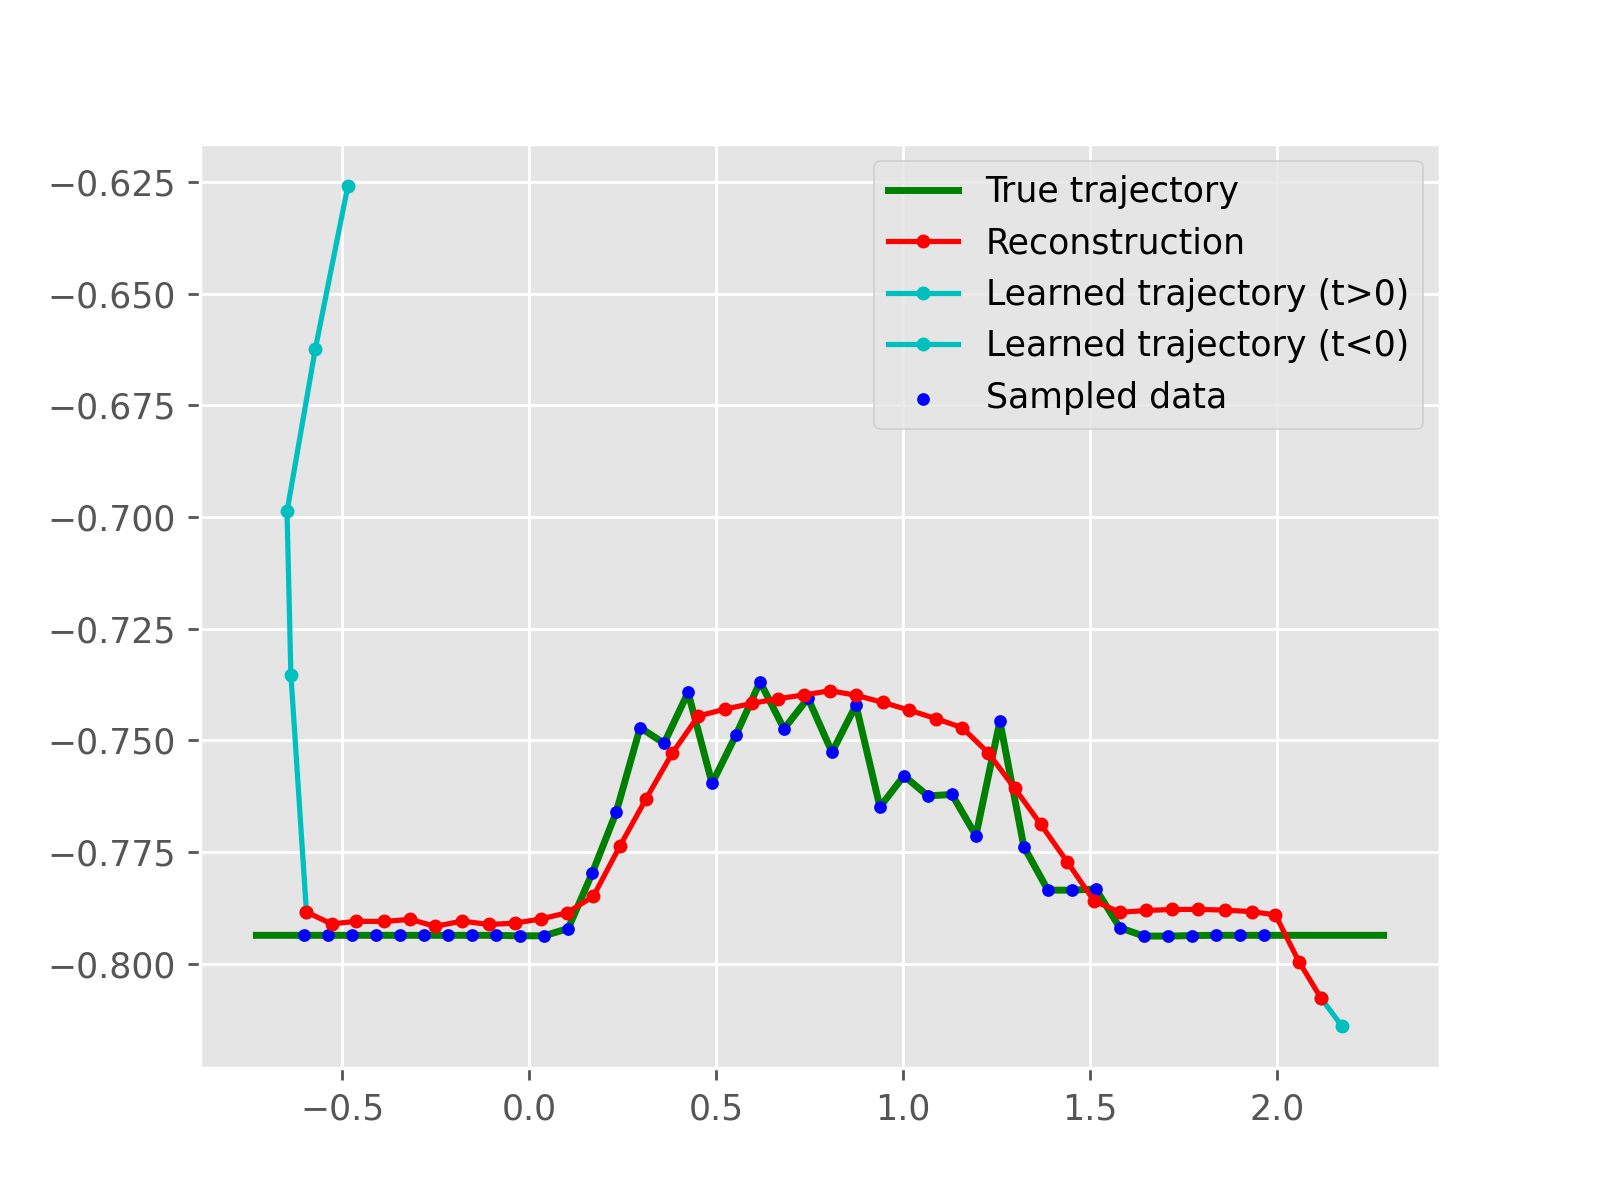 −0.625
−0.650
−0.675
−0.700
−0.725
−0.750
−0.775
−0.800
−0.5
0.0
0.5
1.0
1.5
2.0
True trajectory
Reconstruction
Learned trajectory (t>0)
Learned trajectory (t<0)
Sampled data